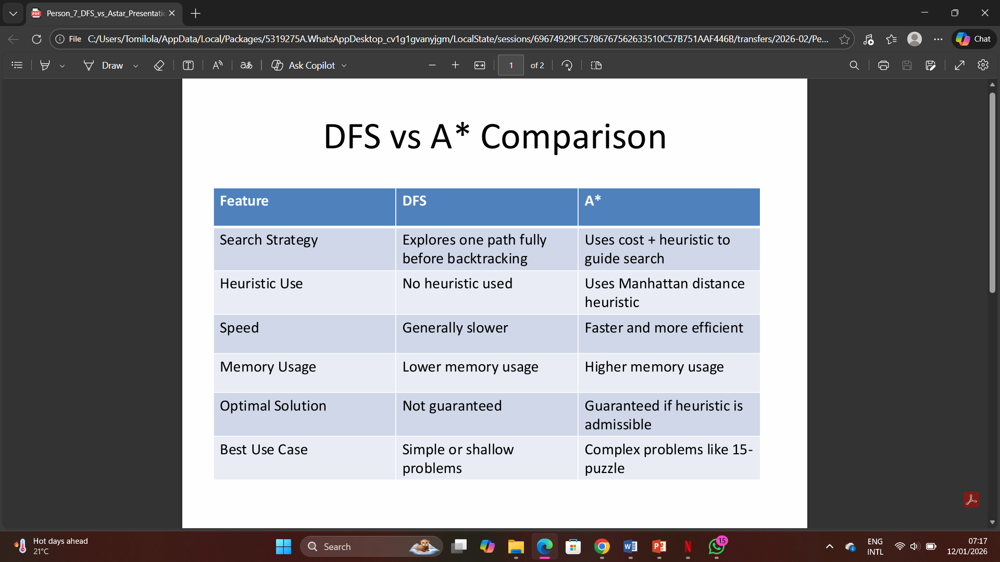 Person_7_DFS_vs_Astar_Presentatic
File C:/Users/Tomilola/AppData/Local/Packages/5319275A.WhatsAppDesktop_cv1g1gvanyjgm/LocalState/sessions/69674929FC5786767562633510C57B751AAF446B/transfers/2026-02/Pe...
Chat
Draw
aあ
Ask Copilot
1 of 2
DFS vs A* Comparison
Feature DFS A*
Search Strategy Explores one path fully Uses cost + heuristic to
before backtracking guide search
Heuristic Use No heuristic used Uses Manhattan distance
heuristic
Speed Generally slower Faster and more efficient
Memory Usage Lower memory usage Higher memory usage
Optimal Solution Not guaranteed Guaranteed if heuristic is
admissible
Best Use Case Simple or shallow Complex problems like 15-
problems puzzle
Hot days ahead
21°C
Search
15
ENG
INTL
07:17
12/01/2026